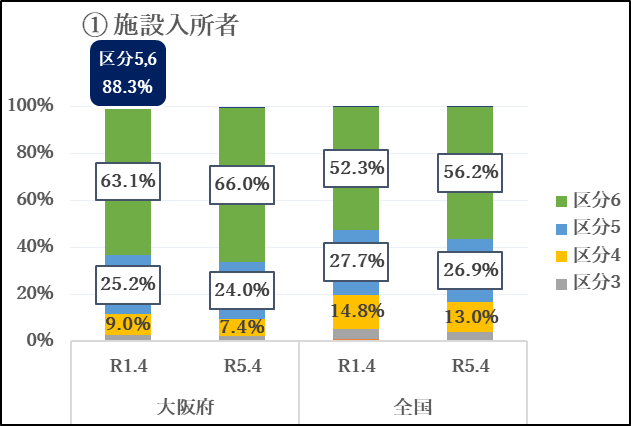 ① 施設入所者
区分5,6
88.3%
100%
80%
60%
40%
20%
0%
63.1%
66.0%
52.3%
56.2%
25.2%
24.0%
27.7%
26.9%
9.0%
7.4%
14.8%
13.0%
区分6
区分5
区分4
区分3
R1.4
R5.4
R1.4
R5.4
大阪府
全国